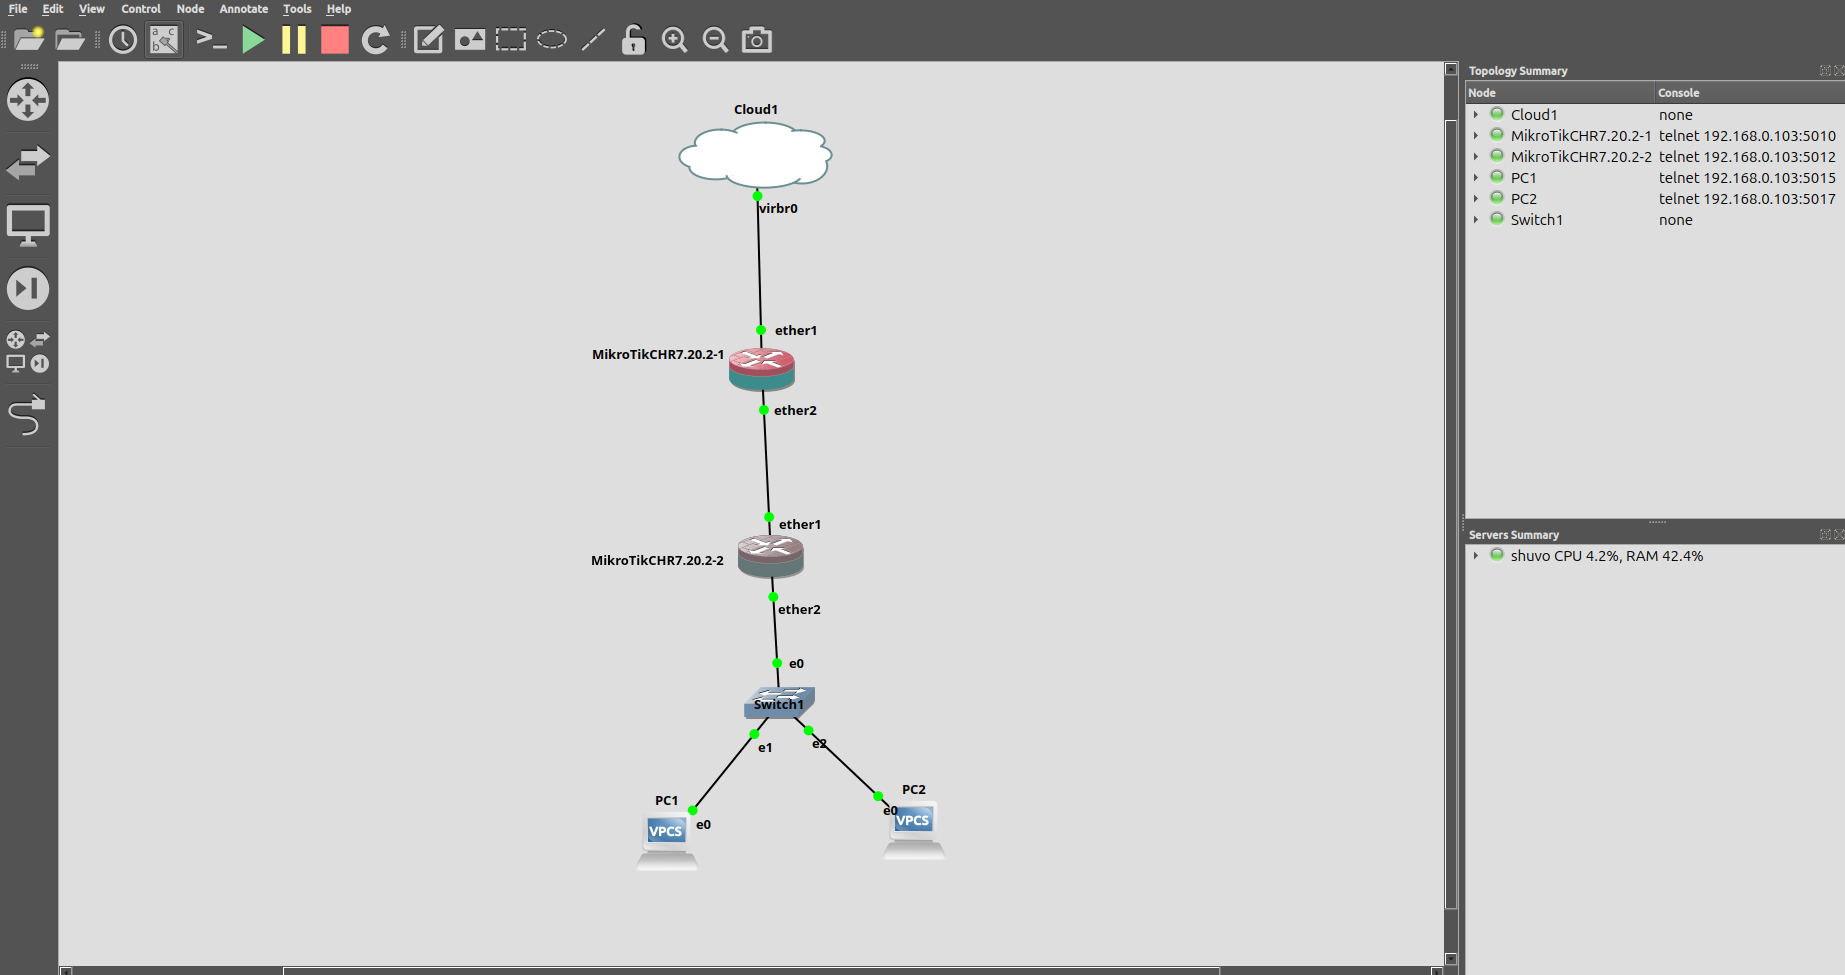 File Edit View Control Node Annotate Tools Help
Cloud1
virbr0
ether1
MikroTikCHR7.20.2-1
ether2
ether1
MikroTikCHR7.20.2-2
ether2
e0
Switch1
e1
e2
PC1
e0
VPCS
PC2
e0
VPCS
Topology Summary
Node Console
Cloud1 none
MikroTikCHR7.20.2-1 telnet 192.168.0.103:5010
MikroTikCHR7.20.2-2 telnet 192.168.0.103:5012
PC1 telnet 192.168.0.103:5015
PC2 telnet 192.168.0.103:5017
Switch1 none
Servers Summary
shuvo CPU 4.2%, RAM 42.4%